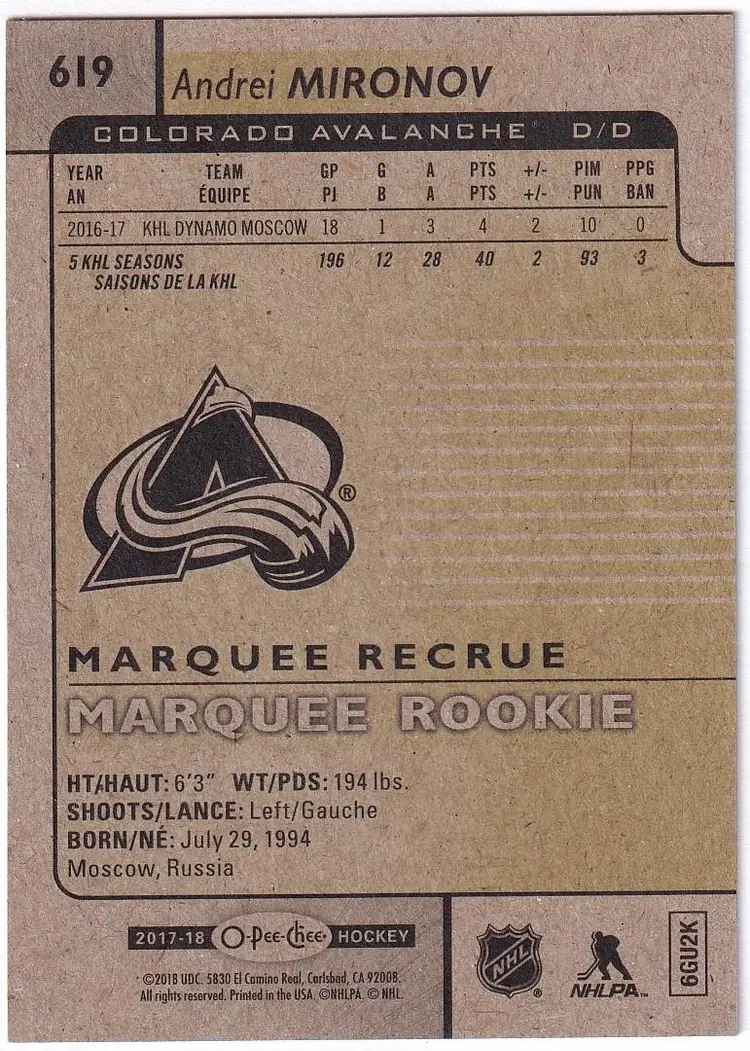 619
Andrei MIRONOV
COLORADO AVALANCHE D/D
YEAR TEAM GP G A PTS +/- PIM PPG
AN ÉQUIPE PJ B A PTS +/- PUN BAN
2016-17 KHL DYNAMO MOSCOW 18 1 3 4 2 10 0
5 KHL SEASONS 196 12 28 40 2 93 3
SAISONS DE LA KHL
®
MARQUEE RECRUE
MARQUEE ROOKIE
HT/HAUT: 6'3" WT/PDS: 194 lbs.
SHOOTS/LANCE: Left/Gauche
BORN/NÉ: July 29, 1994
Moscow, Russia
2017-18 O-Pee-Chee HOCKEY
©2018 UDC. 5830 El Camino Real, Carlsbad, CA 92008.
All rights reserved. Printed in the USA. ©NHLPA. © NHL.
NHL ®
NHLPA™
6GU2K